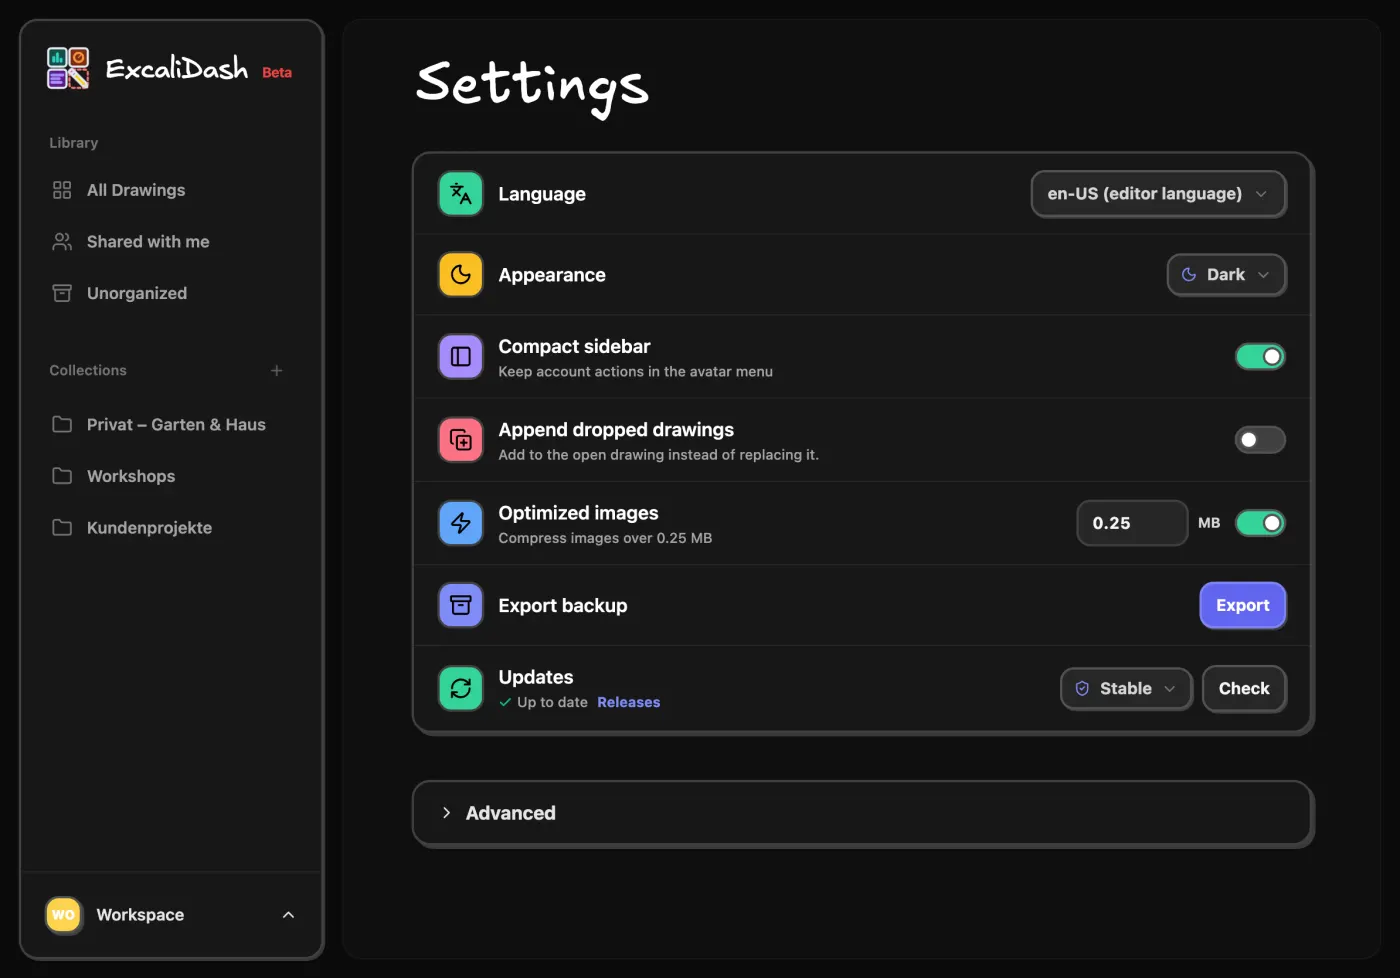 ExcaliDash Beta
Library
All Drawings
Shared with me
Unorganized
Collections
Privat – Garten & Haus
Workshops
Kundenprojekte
WO Workspace
Settings
Language
en-US (editor language)
Appearance
Dark
Compact sidebar
Keep account actions in the avatar menu
Append dropped drawings
Add to the open drawing instead of replacing it.
Optimized images
Compress images over 0.25 MB
0.25 MB
Export backup
Export
Updates
Up to date Releases
Stable
Check
Advanced